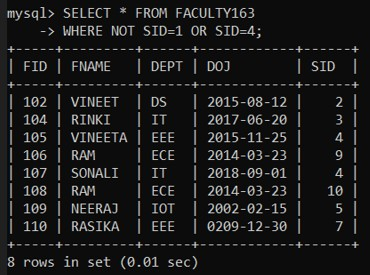 mysql> SELECT * FROM FACULTY163
    -> WHERE NOT SID=1 OR SID=4;
+-----+----------+------+------------+------+
| FID | FNAME    | DEPT | DOJ        | SID  |
+-----+----------+------+------------+------+
| 102 | VINEET   | DS   | 2015-08-12 |    2 |
| 104 | RINKI    | IT   | 2017-06-20 |    3 |
| 105 | VINEETA  | EEE  | 2015-11-25 |    4 |
| 106 | RAM      | ECE  | 2014-03-23 |    9 |
| 107 | SONALI   | IT   | 2018-09-01 |    4 |
| 108 | RAM      | ECE  | 2014-03-23 |   10 |
| 109 | NEERAJ   | IOT  | 2002-02-15 |    5 |
| 110 | RASIKA   | EEE  | 0209-12-30 |    7 |
+-----+----------+------+------------+------+
8 rows in set (0.01 sec)